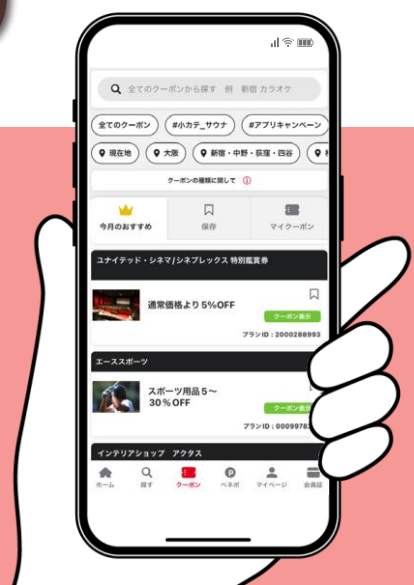 全てのクーポンから探す 例 新宿 カラオケ
全てのクーポン #小カテ_サウナ #アプリキャンペーン
現在地 大阪 新宿・中野・荻窪・四谷
クーポンの種類に関して
今月のおすすめ 保存 マイクーポン
ユナイテッド・シネマ/シネプレックス 特別鑑賞券
通常価格より5%OFF
クーポン表示
プランID:2000288993
エーススポーツ
スポーツ用品5～
30%OFF
クーポン表示
プランID:00099783
インテリアショップ アクタス
ホーム 探す クーポン ベネポ マイページ 会員証